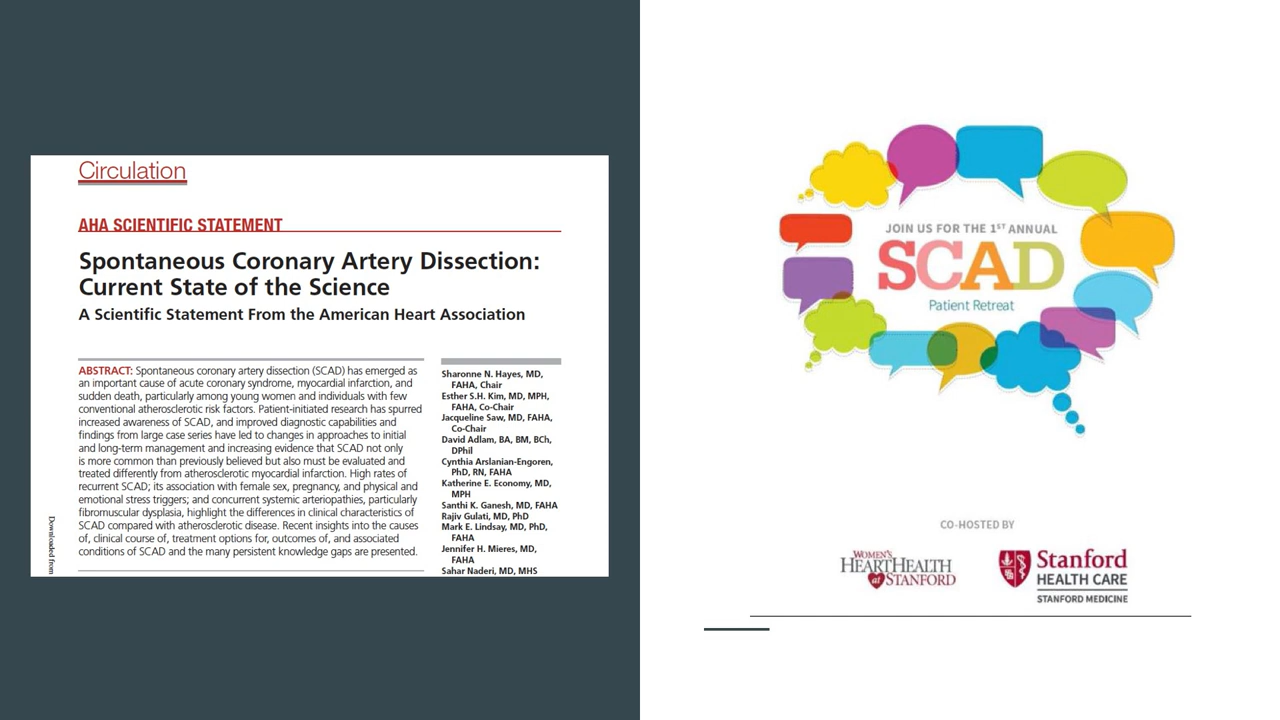 Circulation
AHA SCIENTIFIC STATEMENT
Spontaneous Coronary Artery Dissection:
Current State of the Science
A Scientific Statement From the American Heart Association
ABSTRACT: Spontaneous coronary artery dissection (SCAD) has emerged as
an important cause of acute coronary syndrome, myocardial infarction, and
sudden death, particularly among young women and individuals with few
conventional atherosclerotic risk factors. Patient-initiated research has spurred
increased awareness of SCAD, and improved diagnostic capabilities and
findings from large case series have led to changes in approaches to initial
and long-term management and increasing evidence that SCAD not only
is more common than previously believed but also must be evaluated and
treated differently from atherosclerotic myocardial infarction. High rates of
recurrent SCAD; its association with female sex, pregnancy, and physical and
emotional stress triggers; and concurrent systemic arteriopathies, particularly
fibromuscular dysplasia, highlight the differences in clinical characteristics of
SCAD compared with atherosclerotic disease. Recent insights into the causes
of, clinical course of, treatment options for, outcomes of, and associated
conditions of SCAD and the many persistent knowledge gaps are presented.
Sharonne N. Hayes, MD,
FAHA, Chair
Esther S.H. Kim, MD, MPH,
FAHA, Co-Chair
Jacqueline Saw, MD, FAHA,
Co-Chair
David Adlam, BA, BM, BCh,
DPhil
Cynthia Arslanian-Engoren,
PhD, RN, FAHA
Katherine E. Economy, MD,
MPH
Santhi K. Ganesh, MD, FAHA
Rajiv Gulati, MD, PhD
Mark E. Lindsay, MD, PhD,
FAHA
Jennifer H. Mieres, MD,
FAHA
Sahar Naderi, MD, MHS
Downloaded from
JOIN US FOR THE 1ST ANNUAL
SCAD
Patient Retreat
CO-HOSTED BY
WOMEN'S
HEART HEALTH
at STANFORD
Stanford
HEALTH CARE
STANFORD MEDICINE